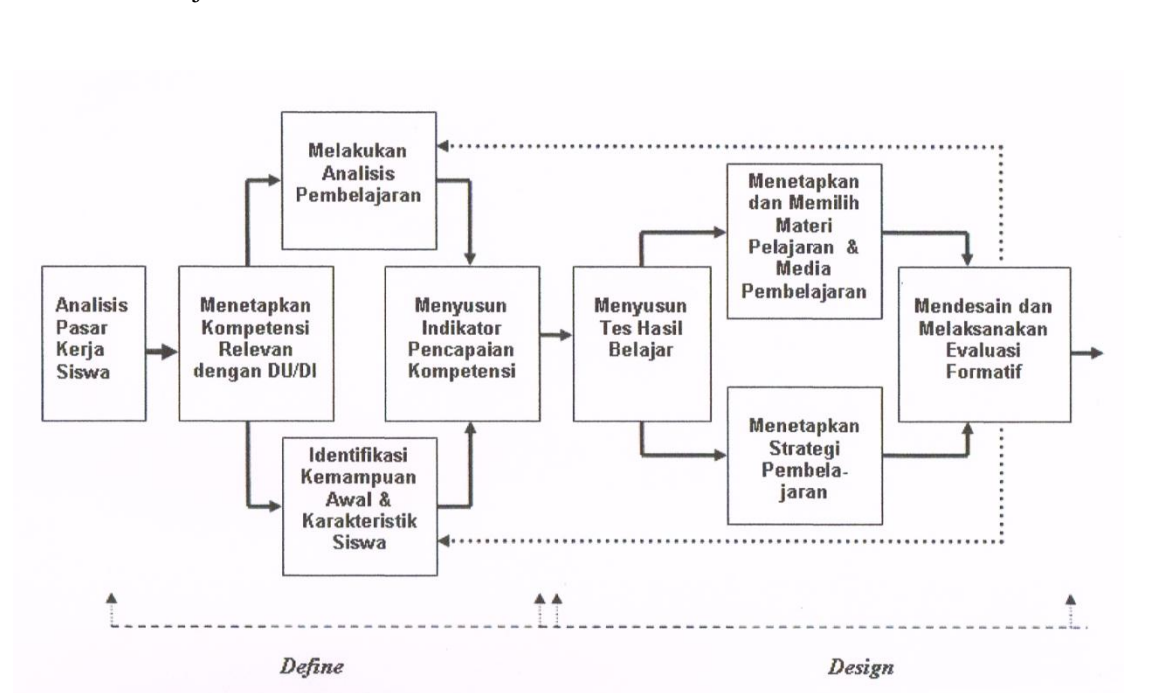 Melakukan
Analisis
Pembelajaran
Menetapkan
dan Memilih
Materi
Pelajaran &
Media
Pembelajaran
Analisis
Pasar
Kerja
Siswa
Menetapkan
Kompetensi
Relevan
dengan DU/DI
Menyusun
Indikator
Pencapaian
Kompetensi
Menyusun
Tes Hasil
Belajar
Mendesain dan
Melaksanakan
Evaluasi
Formatif
Identifikasi
Kemampuan
Awal &
Karakteristik
Siswa
Menetapkan
Strategi
Pembela-
jaran
Define
Design